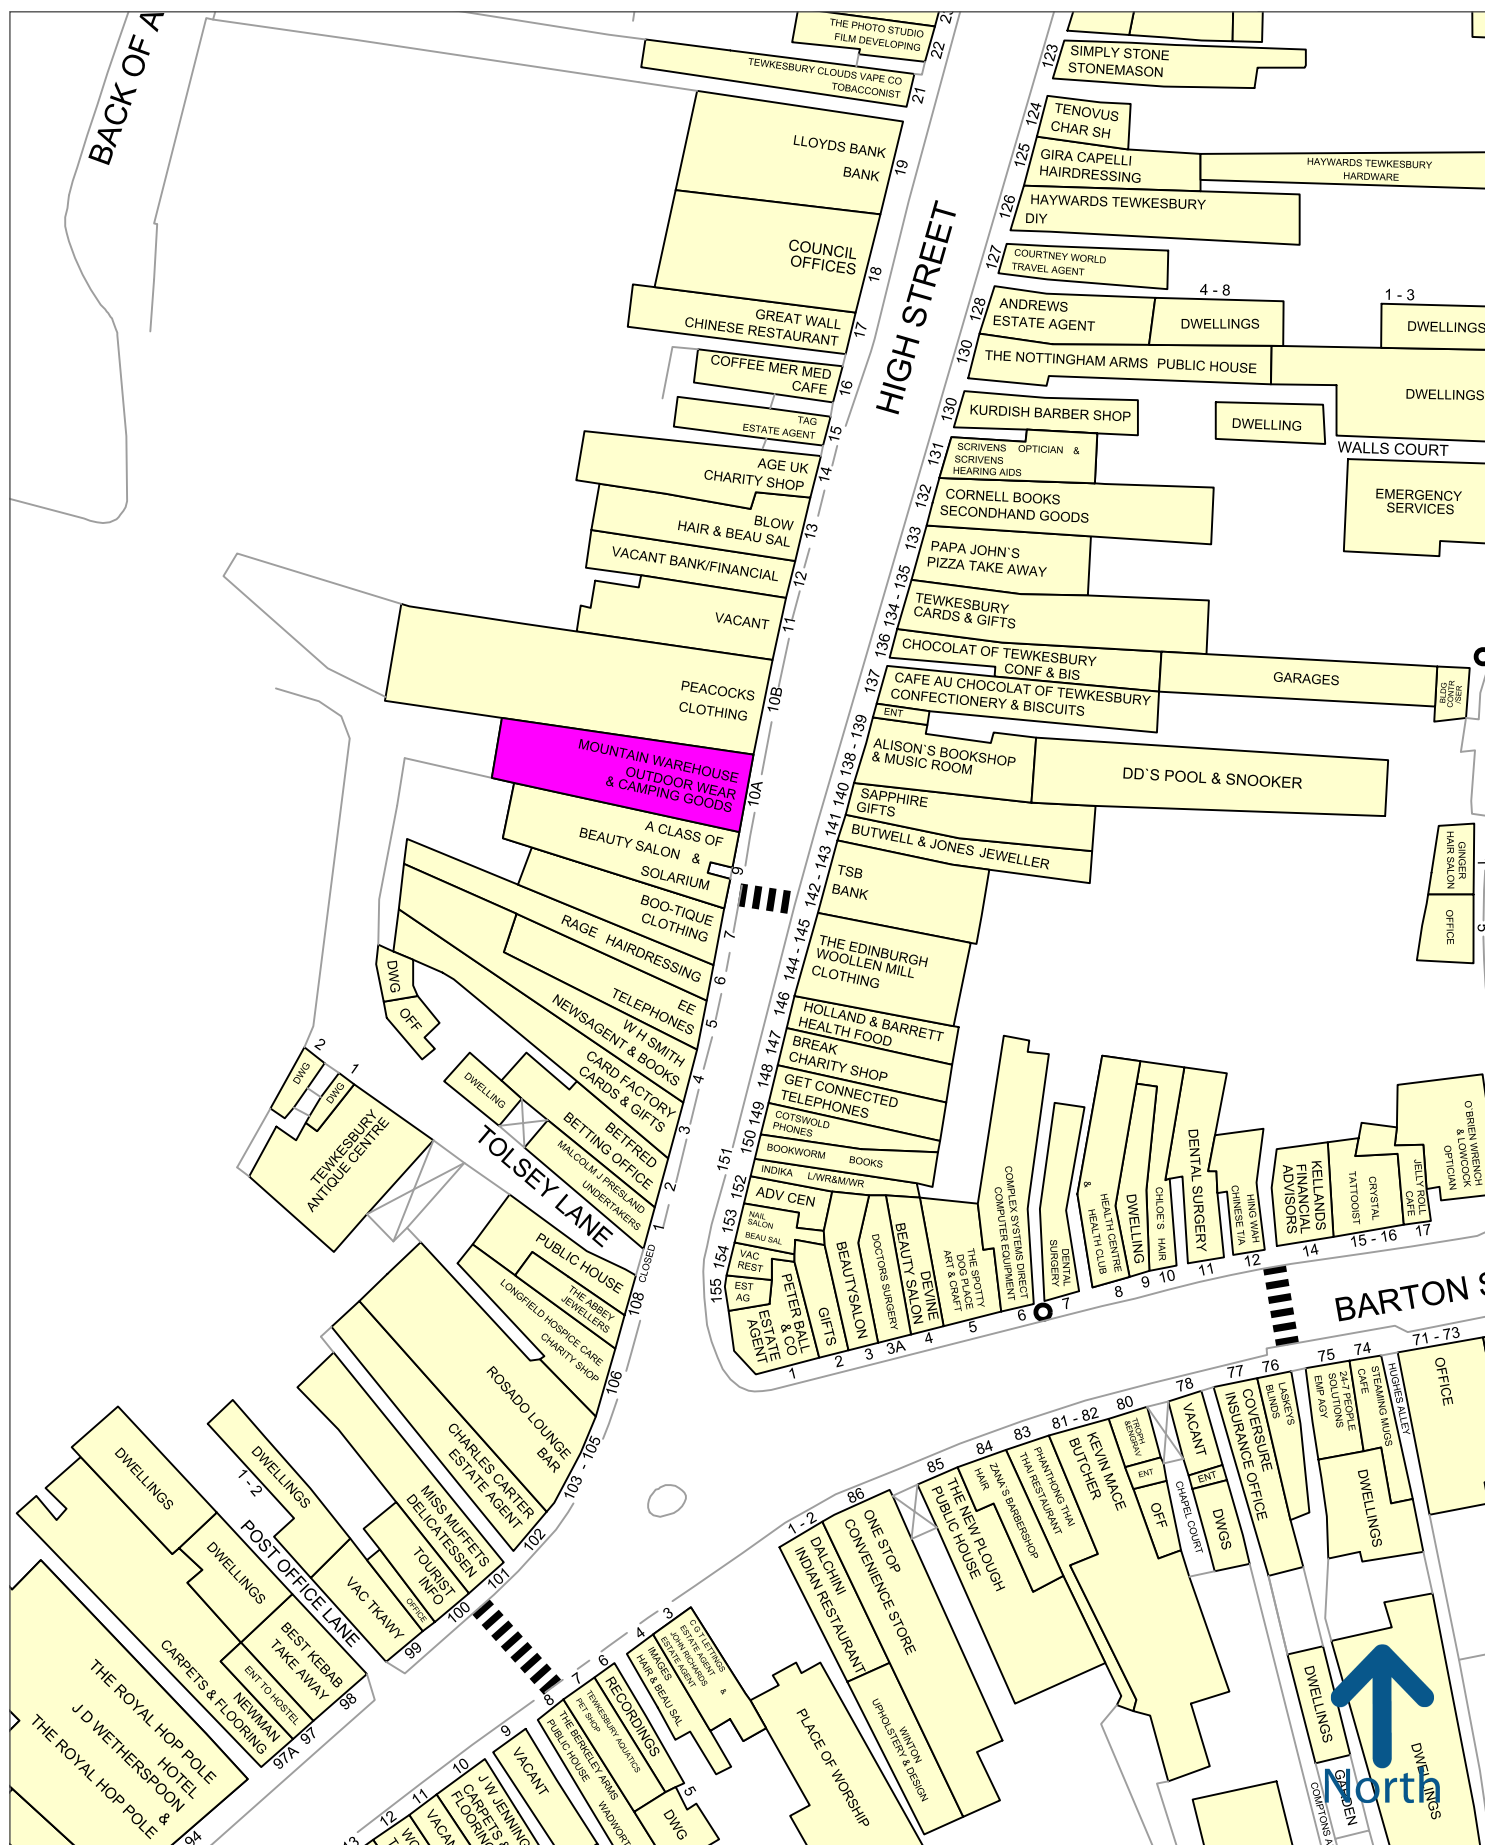 BACK OF A
THE PHOTO STUDIO
FILM DEVELOPING
22
TEWKESBURY CLOUDS VAPE CO
TOBACCONIST
21
LLOYDS BANK
BANK
19
COUNCIL
OFFICES
18
GREAT WALL
CHINESE RESTAURANT
17
COFFEE MER MED
CAFE
16
TAG
ESTATE AGENT
15
AGE UK
CHARITY SHOP
14
BLOW
HAIR & BEAU SAL
13
VACANT BANK/FINANCIAL
12
VACANT
11
PEACOCKS
CLOTHING
10B
MOUNTAIN WAREHOUSE
OUTDOOR WEAR
& CAMPING GOODS
10A
A CLASS OF
BEAUTY SALON &
SOLARIUM
9
BOO-TIQUE
CLOTHING
7
RAGE HAIRDRESSING
6
EE
TELEPHONES
5
W H SMITH
NEWSAGENT & BOOKS
4
CARD FACTORY
CARDS & GIFTS
3
BETFRED
BETTING OFFICE
2
MALCOLM J PRESLAND
UNDERTAKERS
1
DWELLING
DWG
OFF
2
DWG
1
DWG
TEWKESBURY
ANTIQUE CENTRE
TOLSEY LANE
CLOSED
HIGH STREET
123
SIMPLY STONE
STONEMASON
124
TENOVUS
CHAR SH
125
GIRA CAPELLI
HAIRDRESSING
HAYWARDS TEWKESBURY
HARDWARE
126
HAYWARDS TEWKESBURY
DIY
127
COURTNEY WORLD
TRAVEL AGENT
128
ANDREWS
ESTATE AGENT
4 - 8
DWELLINGS
1 - 3
DWELLINGS
130
THE NOTTINGHAM ARMS PUBLIC HOUSE
DWELLINGS
130
KURDISH BARBER SHOP
DWELLING
WALLS COURT
131
SCRIVENS OPTICIAN &
SCRIVENS
HEARING AIDS
EMERGENCY
SERVICES
132
CORNELL BOOKS
SECONDHAND GOODS
133
PAPA JOHN`S
PIZZA TAKE AWAY
134 - 135
TEWKESBURY
CARDS & GIFTS
136
CHOCOLAT OF TEWKESBURY
CONF & BIS
GARAGES
BLDG
CONTR
/SER
137
CAFE AU CHOCOLAT OF TEWKESBURY
CONFECTIONERY & BISCUITS
ENT
138 - 139
ALISON`S BOOKSHOP
& MUSIC ROOM
DD`S POOL & SNOOKER
140
SAPPHIRE
GIFTS
141
BUTWELL & JONES JEWELLER
142 - 143
TSB
BANK
GINGER
HAIR SALON
1
OFFICE
5
144 - 145
THE EDINBURGH
WOOLLEN MILL
CLOTHING
146
HOLLAND & BARRETT
HEALTH FOOD
147
BREAK
CHARITY SHOP
148
GET CONNECTED
TELEPHONES
149
COTSWOLD
PHONES
150
BOOKWORM BOOKS
151
INDIKA L/WR&M/WR
152
ADV CEN
153
NAIL
SALON
BEAU SAL
154
VAC
REST
155
EST
AG
PETER BALL
& CO
ESTATE
AGENT
1
GIFTS
2
BEAUTYSALON
3
DOCTORS SURGERY
3A
BEAUTY SALON
DEVINE
4
THE SPOTTY
DOG PLACE
ART & CRAFT
5
COMPLEX SYSTEMS DIRECT
COMPUTER EQUIPMENT
6
DENTAL
SURGERY
7
HEALTH CENTRE
&
HEALTH CLUB
8
DWELLING
9
CHLOE`S HAIR
10
DENTAL SURGERY
11
HING WAH
CHINESE T/A
12
KELLANDS
FINANCIAL
ADVISORS
14
TATTOOIST
CRYSTAL
15 - 16
JELLY ROLL
CAFE
17
O`BRIEN WRENCH
& LOWCOCK
OPTICIAN
BARTON S
PUBLIC HOUSE
108
THE ABBEY
JEWELLERS
LONGFIELD HOSPICE CARE
CHARITY SHOP
106
ROSADO LOUNGE
BAR
103 - 105
CHARLES CARTER
ESTATE AGENT
102
MISS MUFFETS
DELICATESSEN
101
TOURIST
INFO
100
OFFICE
VAC TKAWY
99
DWELLINGS
1 - 2
POST OFFICE LANE
DWELLINGS
DWELLINGS
BEST KEBAB
TAKE AWAY
98
ENT TO HOSTEL
97
NEWMAN
CARPETS & FLOORING
97A
THE ROYAL HOP POLE
HOTEL
J D WETHERSPOON
&
THE ROYAL HOP POLE
94
71 - 73
OFFICE
HUGHES ALLEY
74
STEAMING MUGS
CAFE
75
24-7 PEOPLE
SOLUTIONS
EMP AGY
DWELLINGS
76
LASKEYS
BLINDS
77
COVERSURE
INSURANCE OFFICE
78
VACANT
ENT
DWGS
CHAPEL COURT
80
TROPH
&ENGRAV
ENT
OFF
81 - 82
KEVIN MACE
BUTCHER
83
PHANTHONG THAI
THAI RESTAURANT
84
ZANA`S BARBERSHOP
HAIR
85
THE NEW PLOUGH
PUBLIC HOUSE
86
ONE STOP
CONVENIENCE STORE
1 - 2
DALCHINI
INDIAN RESTAURANT
WINTON
UPHOLSTERY & DESIGN
PLACE OF WORSHIP
3
C G T LETTINGS
ESTATE AGENT
&
JOHN RICHARDS
ESTATE AGENT
4
IMAGES
HAIR & BEAU SAL
5
DWG
6
RECORDINGS
7
TEWKESBURY AQUATICS
PET SHOP
8
THE BERKELEY ARMS
PUBLIC HOUSE
WADWORT
9
VACANT
10
J W JENNING
CARPETS &
FLOORIN
11
VACAN
12
WO
13
DWELLINGS
GARDEN
COMPTONS A
DWELLINGS
North